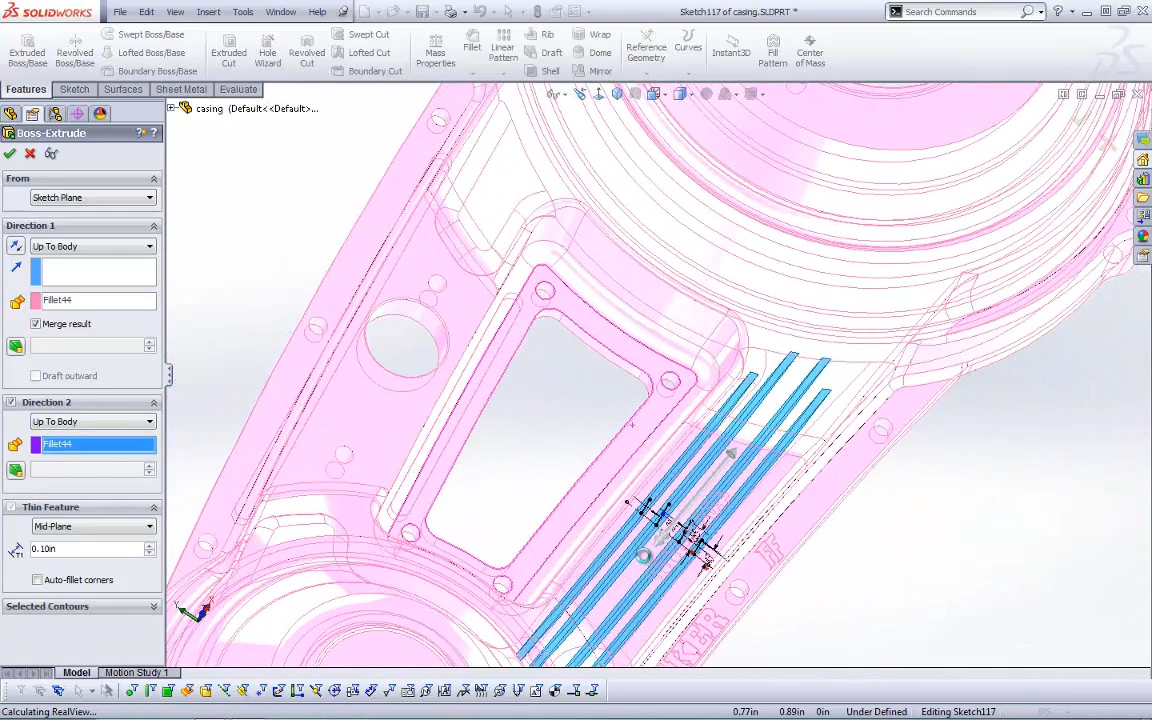 SOLIDWORKS
File Edit View Insert Tools Window Help
Sketch117 of casing.SLDPRT *
Search Commands
Extruded Boss/Base
Revolved Boss/Base
Swept Boss/Base
Lofted Boss/Base
Boundary Boss/Base
Extruded Cut
Hole Wizard
Revolved Cut
Swept Cut
Lofted Cut
Boundary Cut
Mass Properties
Fillet
Linear Pattern
Rib
Draft
Shell
Wrap
Dome
Mirror
Reference Geometry
Curves
Instant3D
Fill Pattern
Center of Mass
Features Sketch Surfaces Sheet Metal Evaluate
casing (Default<<Default>...
Boss-Extrude
From
Sketch Plane
Direction 1
Up To Body
Fillet44
Merge result
Draft outward
Direction 2
Up To Body
Fillet44
Thin Feature
Mid-Plane
0.10in
Auto-fillet corners
Selected Contours
Model Motion Study 1
Calculating RealView...
0.77in 0.89in 0in Under Defined Editing Sketch117 IPS